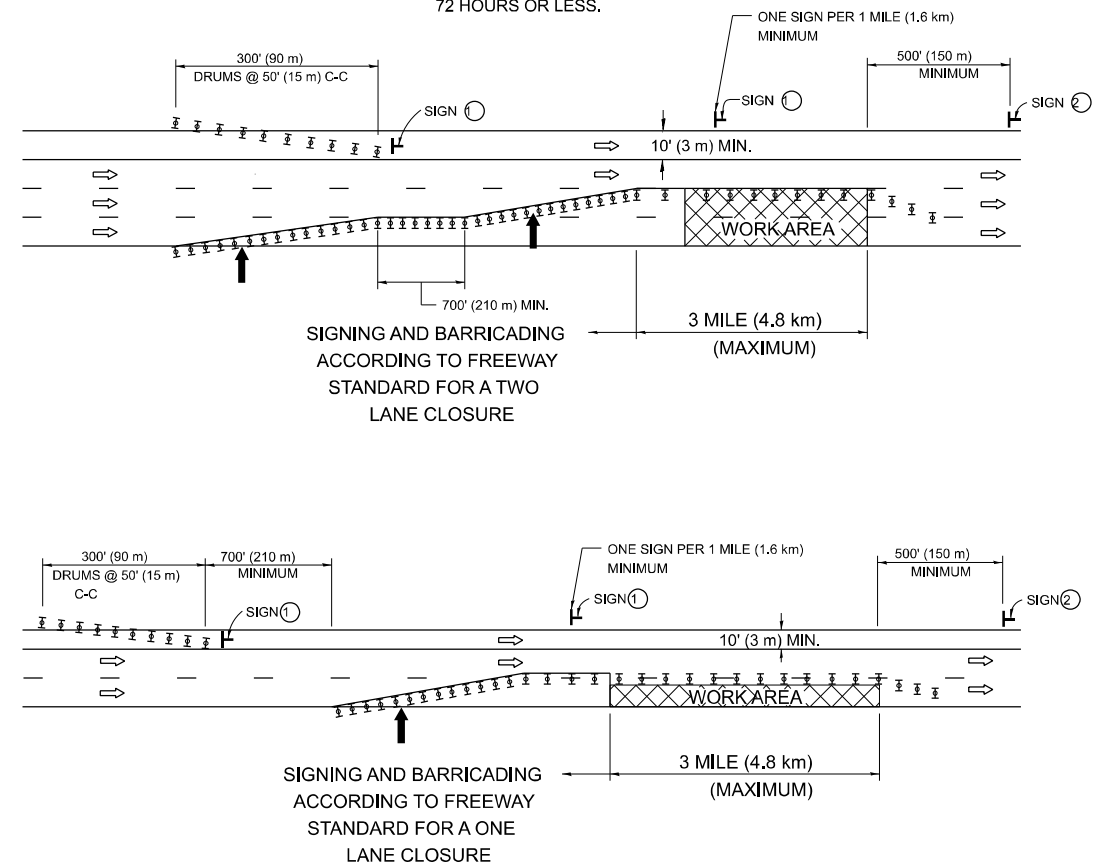 72 HOURS OR LESS.
ONE SIGN PER 1 MILE (1.6 km)
MINIMUM
300' (90 m)
DRUMS @ 50' (15 m) C-C
500' (150 m)
MINIMUM
SIGN 1
SIGN 1
SIGN 2
10' (3 m) MIN.
WORK AREA
700' (210 m) MIN.
SIGNING AND BARRICADING
ACCORDING TO FREEWAY
STANDARD FOR A TWO
LANE CLOSURE
3 MILE (4.8 km)
(MAXIMUM)
300' (90 m)
DRUMS @ 50' (15 m)
C-C
700' (210 m)
MINIMUM
ONE SIGN PER 1 MILE (1.6 km)
MINIMUM
500' (150 m)
MINIMUM
SIGN 1
SIGN 1
SIGN 2
10' (3 m) MIN.
WORK AREA
SIGNING AND BARRICADING
ACCORDING TO FREEWAY
STANDARD FOR A ONE
LANE CLOSURE
3 MILE (4.8 km)
(MAXIMUM)